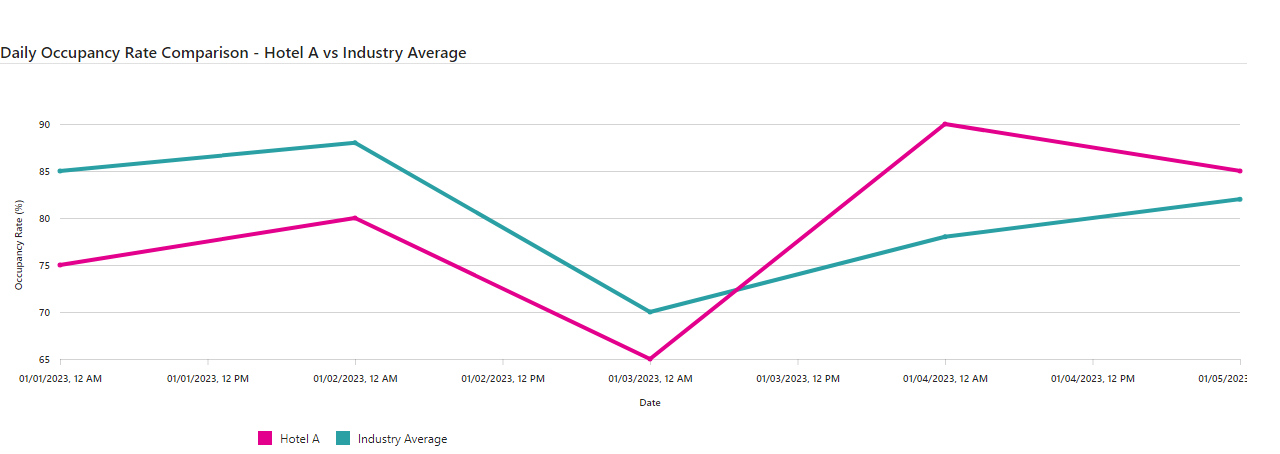 Daily Occupancy Rate Comparison - Hotel A vs Industry Average
90
85
80
75
70
65
Occupancy Rate (%)
01/01/2023, 12 AM 01/01/2023, 12 PM 01/02/2023, 12 AM 01/02/2023, 12 PM 01/03/2023, 12 AM 01/03/2023, 12 PM 01/04/2023, 12 AM 01/04/2023, 12 PM 01/05/2023
Date
Hotel A Industry Average